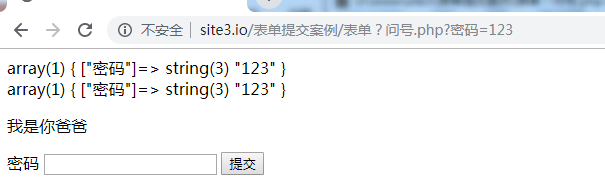 不安全 | site3.io/表单提交案例/表单？问号.php?密码=123
array(1) { ["密码"]=> string(3) "123" }
array(1) { ["密码"]=> string(3) "123" }
我是你爸爸
密码 提交